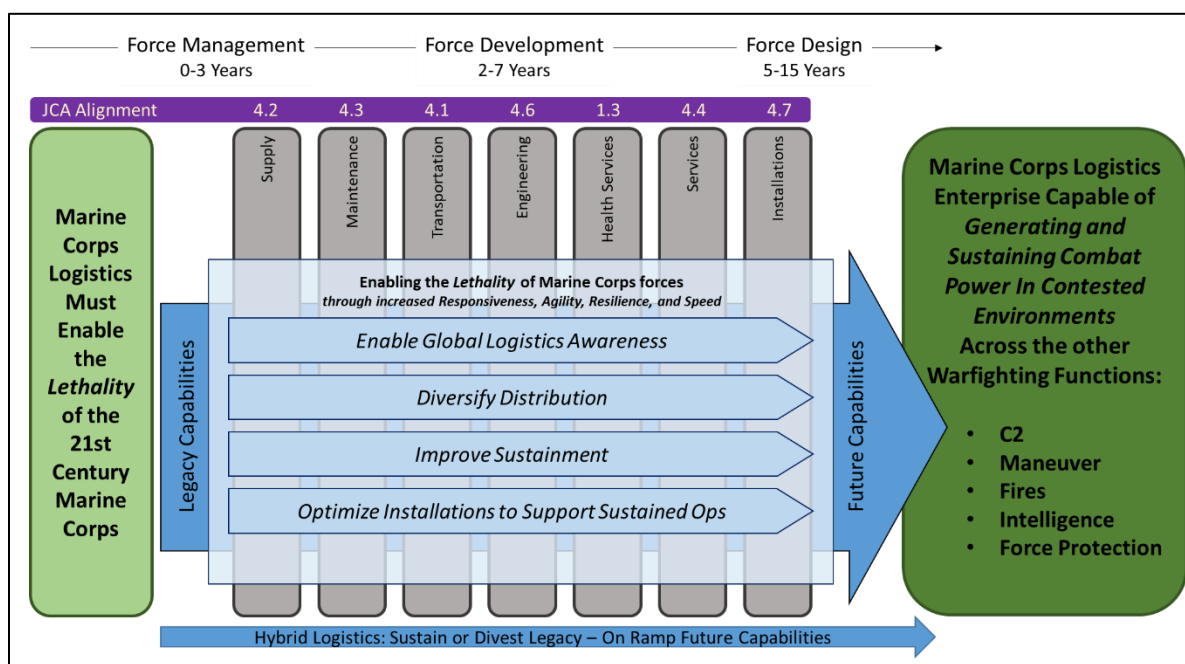 Force Management
0-3 Years
Force Development
2-7 Years
Force Design
5-15 Years
JCA Alignment 4.2 4.3 4.1 4.6 1.3 4.4 4.7
Marine
Corps
Logistics
Must
Enable
the
Lethality
of the
21st
Century
Marine
Corps
Supply
Maintenance
Transportation
Engineering
Health Services
Services
Installations
Legacy Capabilities
Enabling the Lethality of Marine Corps forces
through increased Responsiveness, Agility, Resilience, and Speed
Enable Global Logistics Awareness
Diversify Distribution
Improve Sustainment
Optimize Installations to Support Sustained Ops
Future Capabilities
Marine Corps Logistics
Enterprise Capable of
Generating and
Sustaining Combat
Power In Contested
Environments
Across the other
Warfighting Functions:
• C2
• Maneuver
• Fires
• Intelligence
• Force Protection
Hybrid Logistics: Sustain or Divest Legacy – On Ramp Future Capabilities